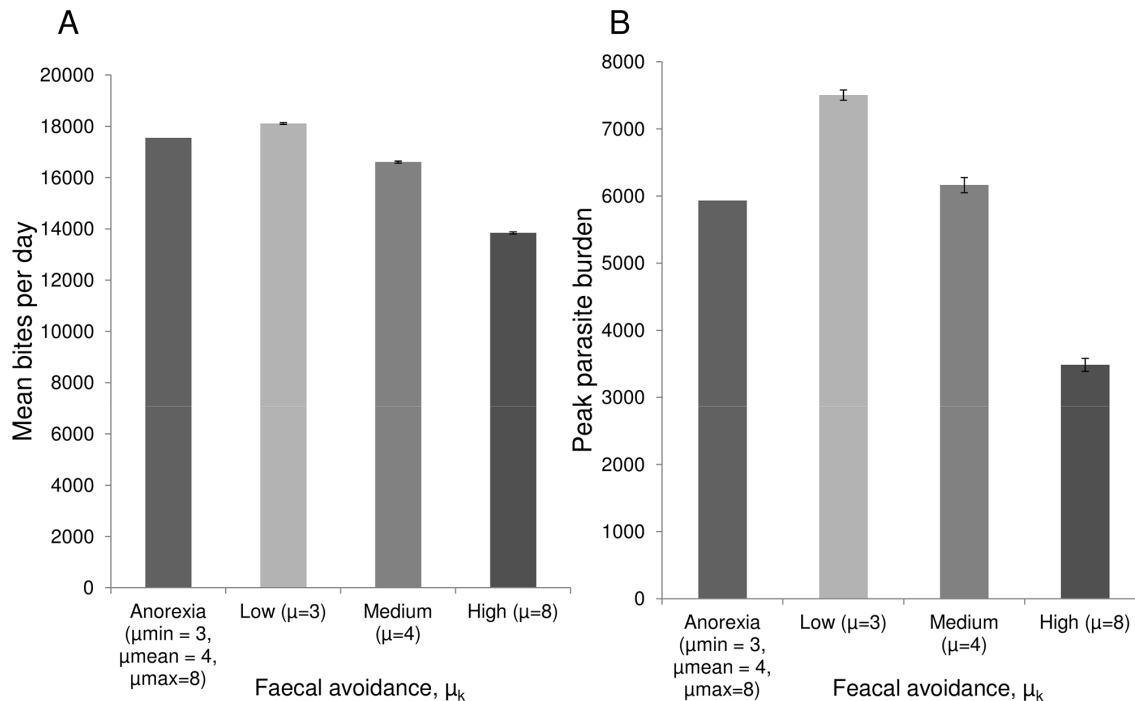 A
Mean bites per day
20000
18000
16000
14000
12000
10000
8000
6000
4000
2000
0
Anorexia
(μmin = 3,
μmean = 4,
μmax=8)
Low (μ=3)
Medium
(μ=4)
High (μ=8)
Faecal avoidance, μk
B
Peak parasite burden
8000
7000
6000
5000
4000
3000
2000
1000
0
Anorexia
(μmin = 3,
μmean = 4,
μmax=8)
Low (μ=3)
Medium
(μ=4)
High (μ=8)
Feacal avoidance, μk